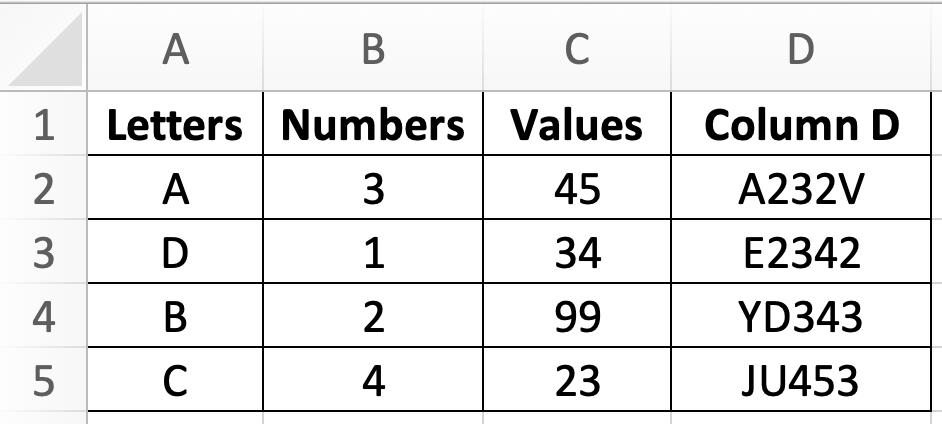 A B C D
1 Letters Numbers Values Column D
2 A 3 45 A232V
3 D 1 34 E2342
4 B 2 99 YD343
5 C 4 23 JU453